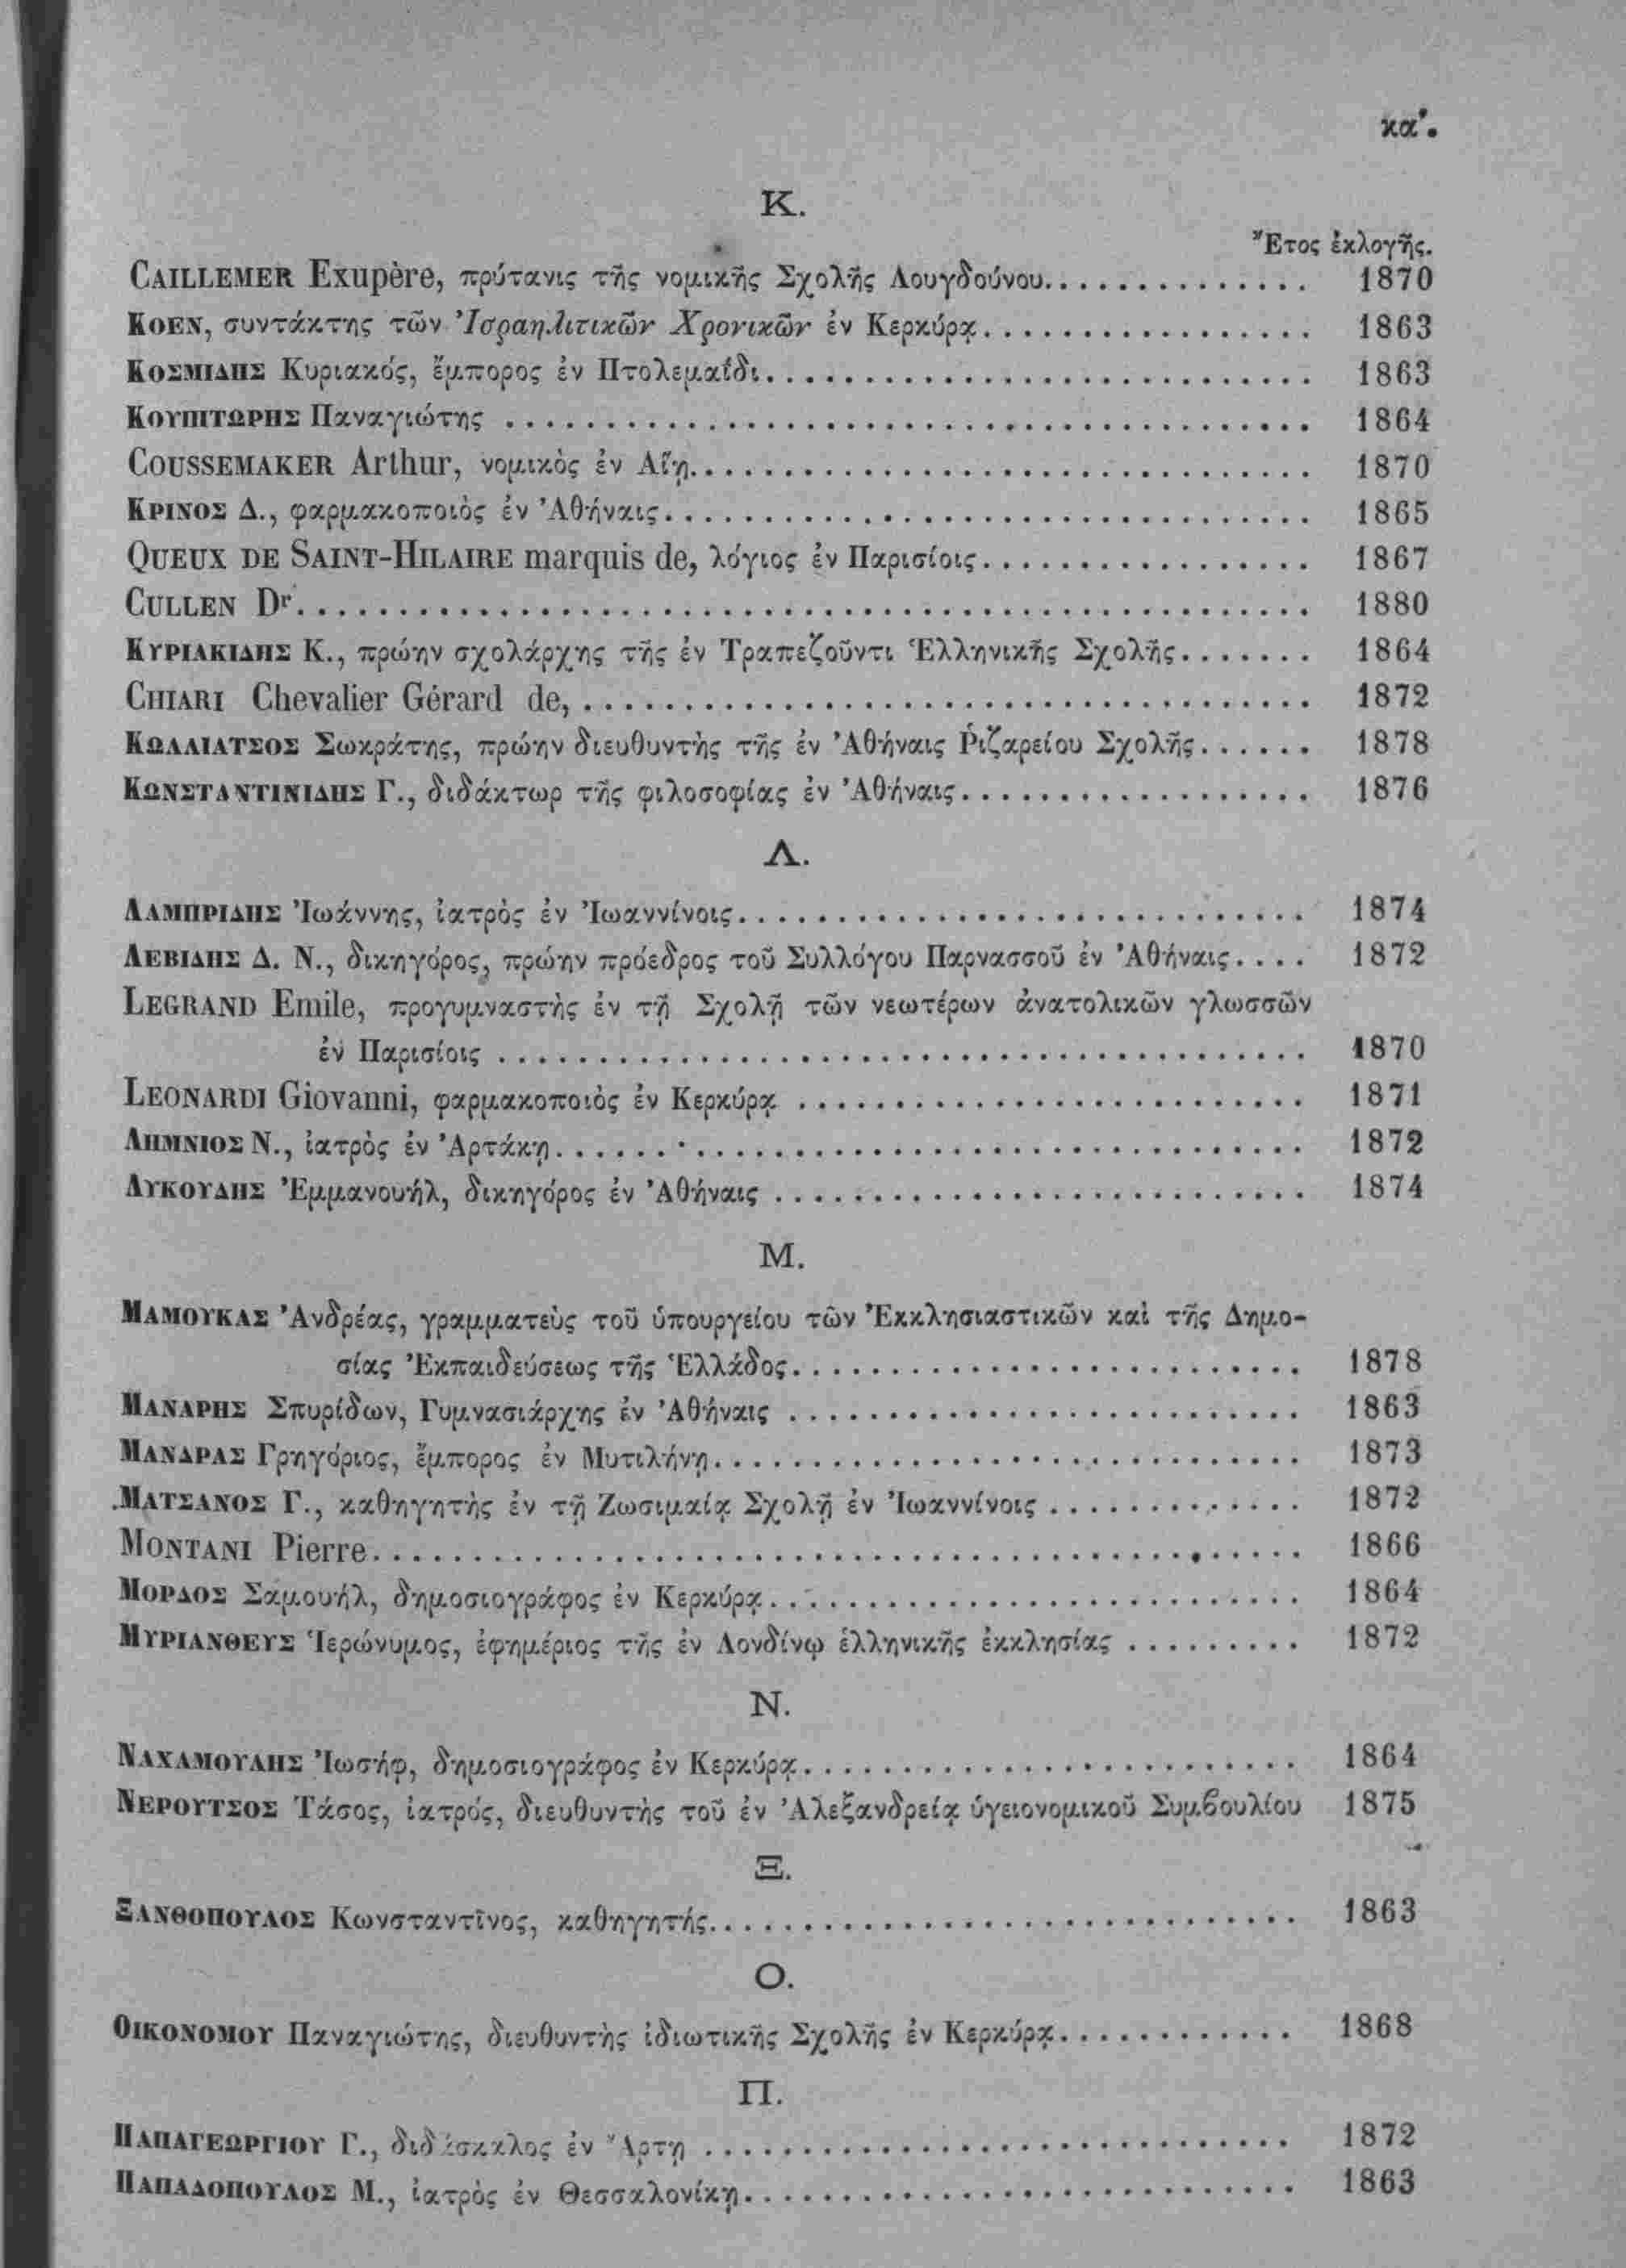 κα'.
Κ.
Ἔτος ἐκλογῆς.
CAILLEMER Exupère, πρύτανις τῆς νομικῆς Σχολῆς Λουγδούνου.............. 1870
ΚΟΕΝ, συντάκτης τῶν Ἰσραηλιτικῶν Χρονικῶν ἐν Κερκύρᾳ................. 1863
ΚΟΣΜΙΔΗΣ Κυριακός, ἔμπορος ἐν Πτολεμαΐδι............................ 1863
ΚΟΥΠΙΤΩΡΗΣ Παναγιώτης ......................................... 1864
COUSSEMAKER Arthur, νομικὸς ἐν Αἴῃ................................ 1870
ΚΡΙΝΟΣ Δ., φαρμακοποιὸς ἐν Ἀθήναις................................. 1865
QUEUX DE SAINT-HILAIRE marquis de, λόγιος ἐν Παρισίοις................. 1867
CULLEN Dr.................................................... 1880
ΚΥΡΙΑΚΙΔΗΣ Κ., πρώην σχολάρχης τῆς ἐν Τραπεζοῦντι Ἑλληνικῆς Σχολῆς....... 1864
CHIARI Chevalier Gérard de, ..................................... 1872
ΚΩΛΛΙΑΤΣΟΣ Σωκράτης, πρώην διευθυντὴς τῆς ἐν Ἀθήναις Ῥιζαρείου Σχολῆς...... 1878
ΚΩΝΣΤΑΝΤΙΝΙΔΗΣ Γ., διδάκτωρ τῆς φιλοσοφίας ἐν Ἀθήναις.................. 1876
Λ.
ΛΑΜΠΡΙΔΗΣ Ἰωάννης, ἰατρὸς ἐν Ἰωαννίνοις............................. 1874
ΛΕΒΙΔΗΣ Δ. Ν., δικηγόρος, πρώην πρόεδρος τοῦ Συλλόγου Παρνασσοῦ ἐν Ἀθήναις.... 1872
LEGRAND Emile, προγυμναστὴς ἐν τῇ Σχολῇ τῶν νεωτέρων ἀνατολικῶν γλωσσῶν
ἐν Παρισίοις ......................................... 1870
LEONARDI Giovanni, φαρμακοποιὸς ἐν Κερκύρᾳ .......................... 1871
ΛΗΜΝΙΟΣ Ν., ἰατρὸς ἐν Ἀρτάκῃ...................................... 1872
ΛΥΚΟΥΔΗΣ Ἐμμανουήλ, δικηγόρος ἐν Ἀθήναις ........................... 1874
Μ.
ΜΑΜΟΥΚΑΣ Ἀνδρέας, γραμματεὺς τοῦ ὑπουργείου τῶν Ἐκκλησιαστικῶν καὶ τῆς Δημο-
σίας Ἐκπαιδεύσεως τῆς Ἑλλάδος.......................... 1878
ΜΑΝΑΡΗΣ Σπυρίδων, Γυμνασιάρχης ἐν Ἀθήναις .......................... 1863
ΜΑΝΔΡΑΣ Γρηγόριος, ἔμπορος ἐν Μυτιλήνῃ.............................. 1873
ΜΑΤΣΑΝΟΣ Γ., καθηγητὴς ἐν τῇ Ζωσιμαίᾳ Σχολῇ ἐν Ἰωαννίνοις ............. 1872
MONTANI Pierre............................................... 1866
ΜΟΡΔΟΣ Σαμουήλ, δημοσιογράφος ἐν Κερκύρᾳ........................... 1864
ΜΥΡΙΑΝΘΕΥΣ Ἱερώνυμος, ἐφημέριος τῆς ἐν Λονδίνῳ ἑλληνικῆς ἐκκλησίας ......... 1872
Ν.
ΝΑΧΑΜΟΥΛΗΣ Ἰωσήφ, δημοσιογράφος ἐν Κερκύρᾳ......................... 1864
ΝΕΡΟΥΤΣΟΣ Τάσος, ἰατρός, διευθυντὴς τοῦ ἐν Ἀλεξανδρείᾳ ὑγειονομικοῦ Συμβουλίου 1875
Ξ.
ΞΑΝΘΟΠΟΥΛΟΣ Κωνσταντῖνος, καθηγητής.............................. 1863
Ο.
ΟΙΚΟΝΟΜΟΥ Παναγιώτης, διευθυντὴς ἰδιωτικῆς Σχολῆς ἐν Κερκύρᾳ............ 1868
Π.
ΠΑΠΑΓΕΩΡΓΙΟΥ Γ., διδάσκαλος ἐν Ἄρτῃ .............................. 1872
ΠΑΠΑΔΟΠΟΥΛΟΣ Μ., ἰατρὸς ἐν Θεσσαλονίκῃ............................ 1863